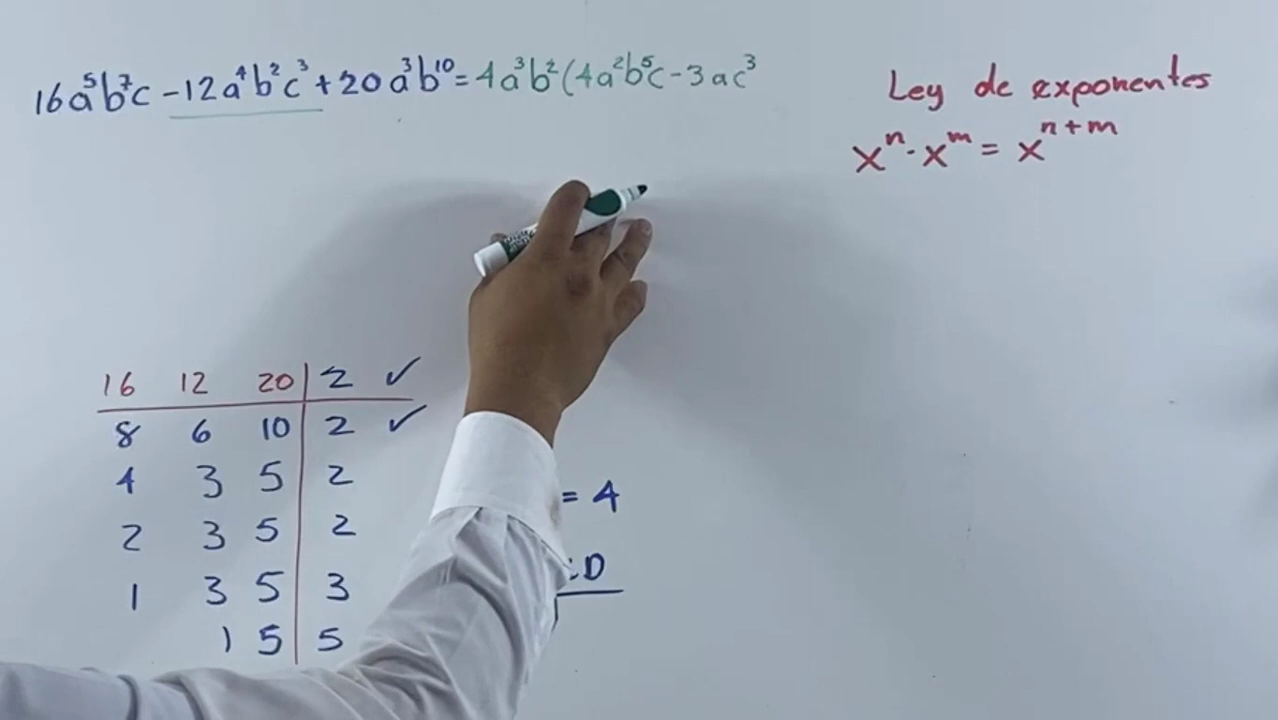 16a⁵b⁷c - 12a⁴b²c³ + 20a³b¹⁰ = 4a³b²(4a²b⁵c - 3ac³
Ley de exponentes
xⁿ · xᵐ = xⁿ⁺ᵐ
16 12 20 | 2 ✓
8 6 10 | 2 ✓
4 3 5 | 2
2 3 5 | 2
= 4
1 3 5 | 3
1 5 | 5